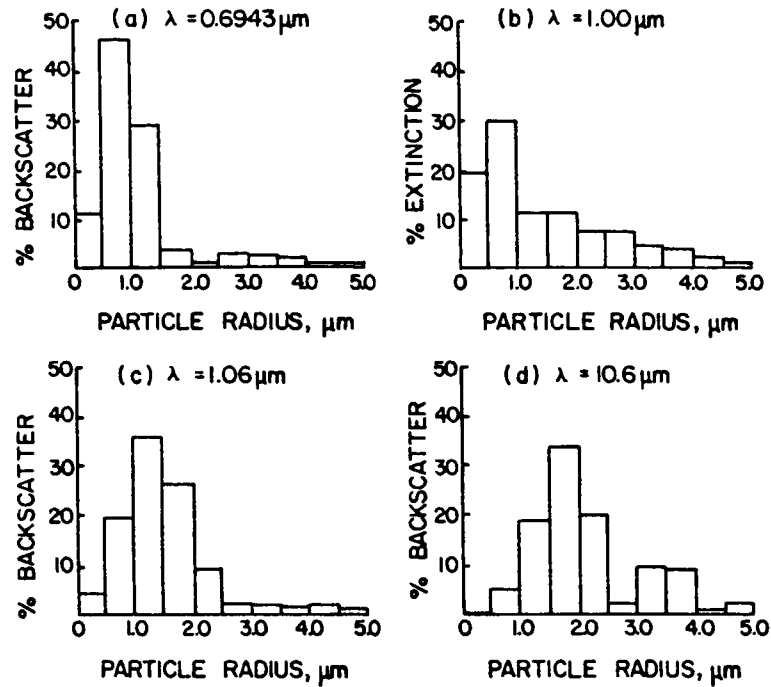 (a) λ = 0.6943 μm
50
40
30
20
10
% BACKSCATTER
0 1.0 2.0 3.0 4.0 5.0
PARTICLE RADIUS, μm
(b) λ = 1.00 μm
50
40
30
20
10
% EXTINCTION
0 1.0 2.0 3.0 4.0 5.0
PARTICLE RADIUS, μm
(c) λ = 1.06 μm
50
40
30
20
10
% BACKSCATTER
0 1.0 2.0 3.0 4.0 5.0
PARTICLE RADIUS, μm
(d) λ = 10.6 μm
50
40
30
20
10
% BACKSCATTER
0 1.0 2.0 3.0 4.0 5.0
PARTICLE RADIUS, μm